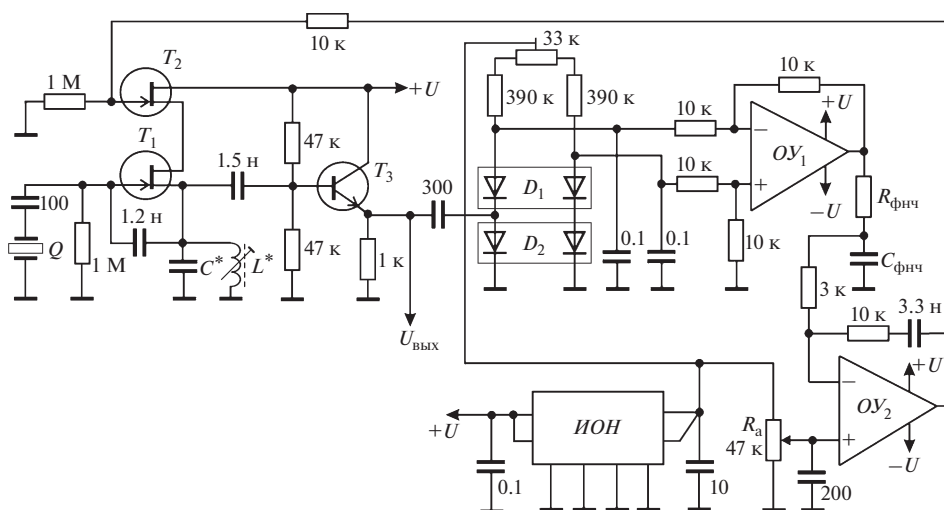 10 к
33 к
T₂
1 М
+U
390 к
390 к
10 к
10 к
+U
T₁
1.5 н
47 к
T₃
300
D₁
10 к
−
+
ОУ₁
−U
Rфнч
100
1.2 н
Q
1 М
C*
L*
47 к
1 к
D₂
0.1
0.1
10 к
Cфнч
3 к
3.3 н
10 к
Uвых
+U
−
+
ОУ₂
−U
+U
ИОН
Rа
47 к
0.1
10
200